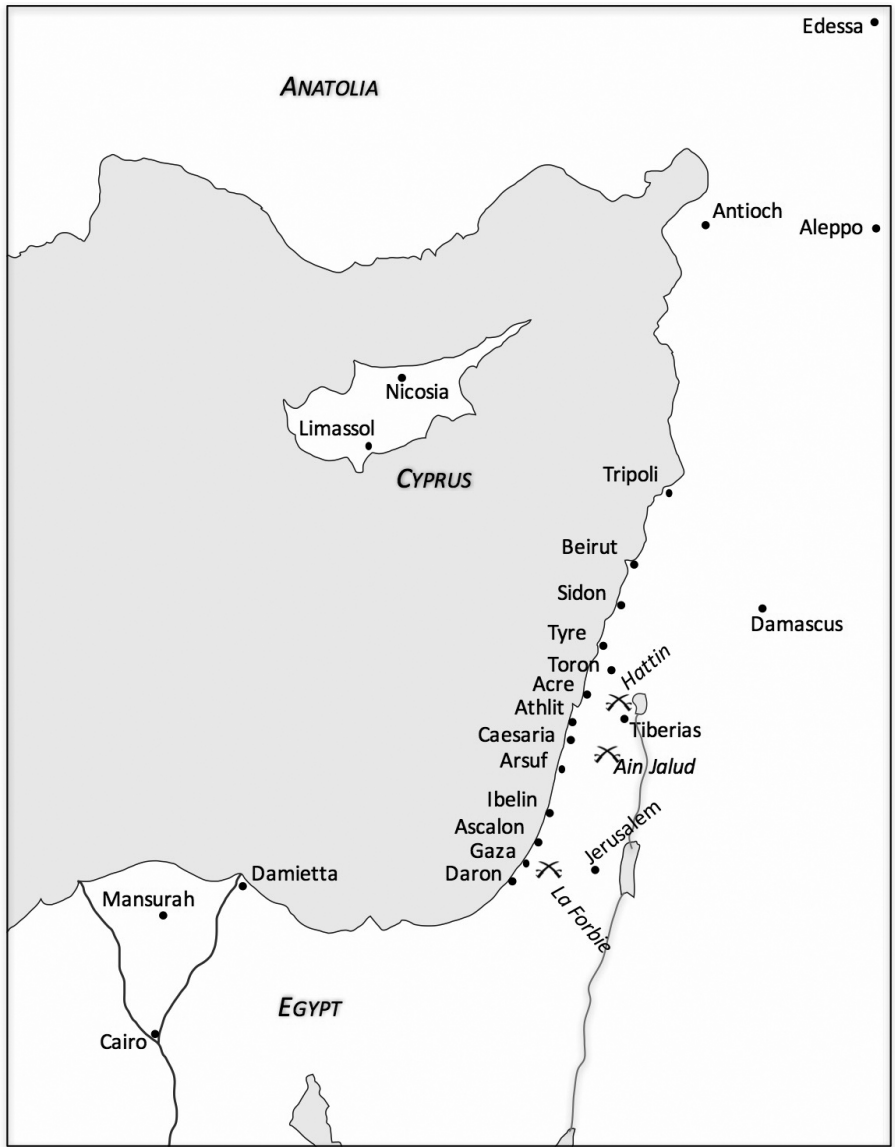 Edessa
ANATOLIA
Antioch
Aleppo
Nicosia
Limassol
CYPRUS
Tripoli
Beirut
Sidon
Damascus
Tyre
Toron
Hattin
Acre
Athlit
Tiberias
Caesaria
Arsuf
Ain Jalud
Ibelin
Ascalon
Jerusalem
Gaza
Daron
La Forbie
Damietta
Mansurah
EGYPT
Cairo